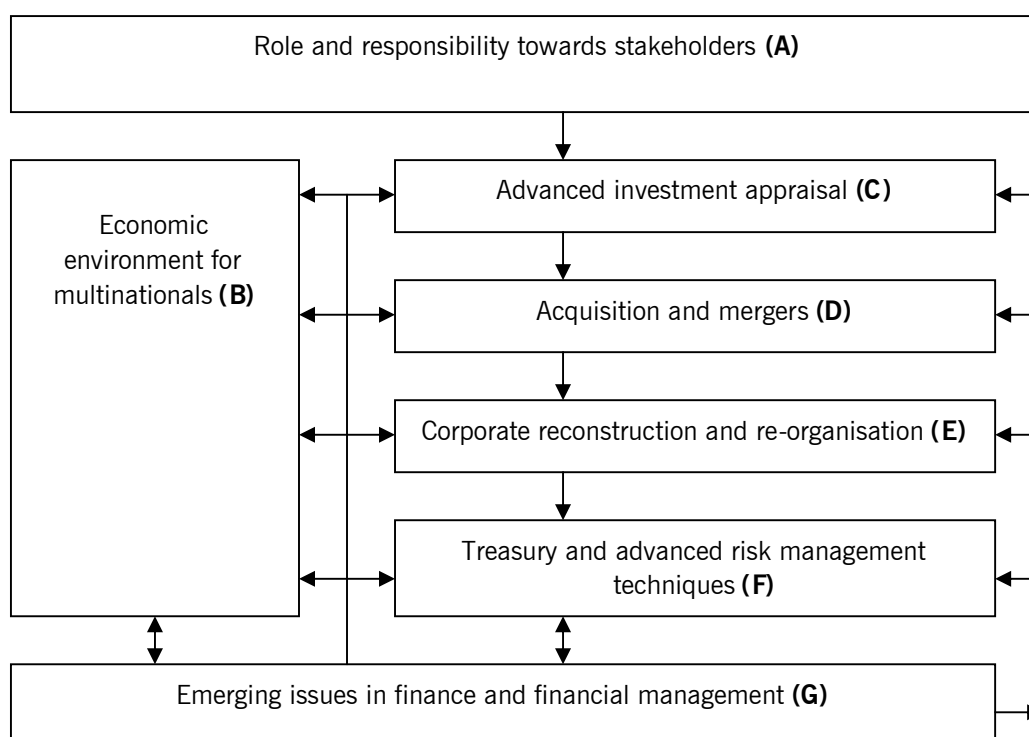 Role and responsibility towards stakeholders (A)
Advanced investment appraisal (C)
Economic
environment for
multinationals (B)
Acquisition and mergers (D)
Corporate reconstruction and re-organisation (E)
Treasury and advanced risk management
techniques (F)
Emerging issues in finance and financial management (G)